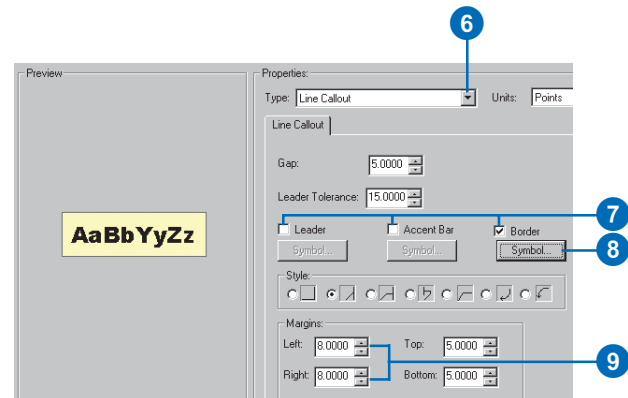 6
Preview
Properties:
Type: Line Callout Units: Points
Line Callout
Gap: 5.0000
Leader Tolerance: 15.0000
Leader Accent Bar Border 7
Symbol... Symbol... Symbol... 8
AaBbYyZz
Style:
Margins:
Left: 8.0000 Top: 5.0000
9
Right: 8.0000 Bottom: 5.0000